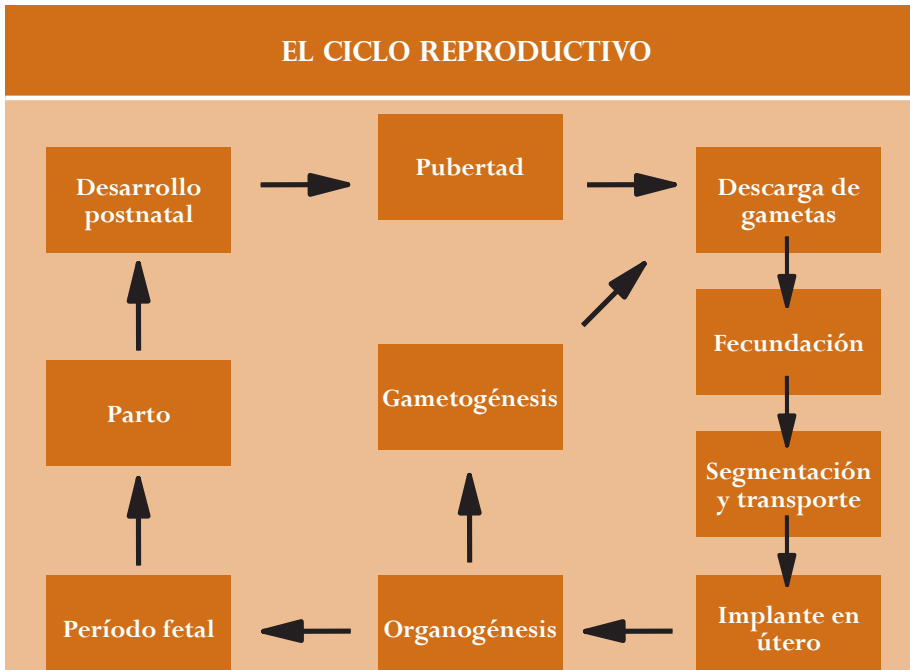 EL CICLO REPRODUCTIVO
Desarrollo
postnatal
Pubertad
Descarga de
gametas
Fecundación
Parto
Gametogénesis
Segmentación
y transporte
Período fetal
Organogénesis
Implante en
útero